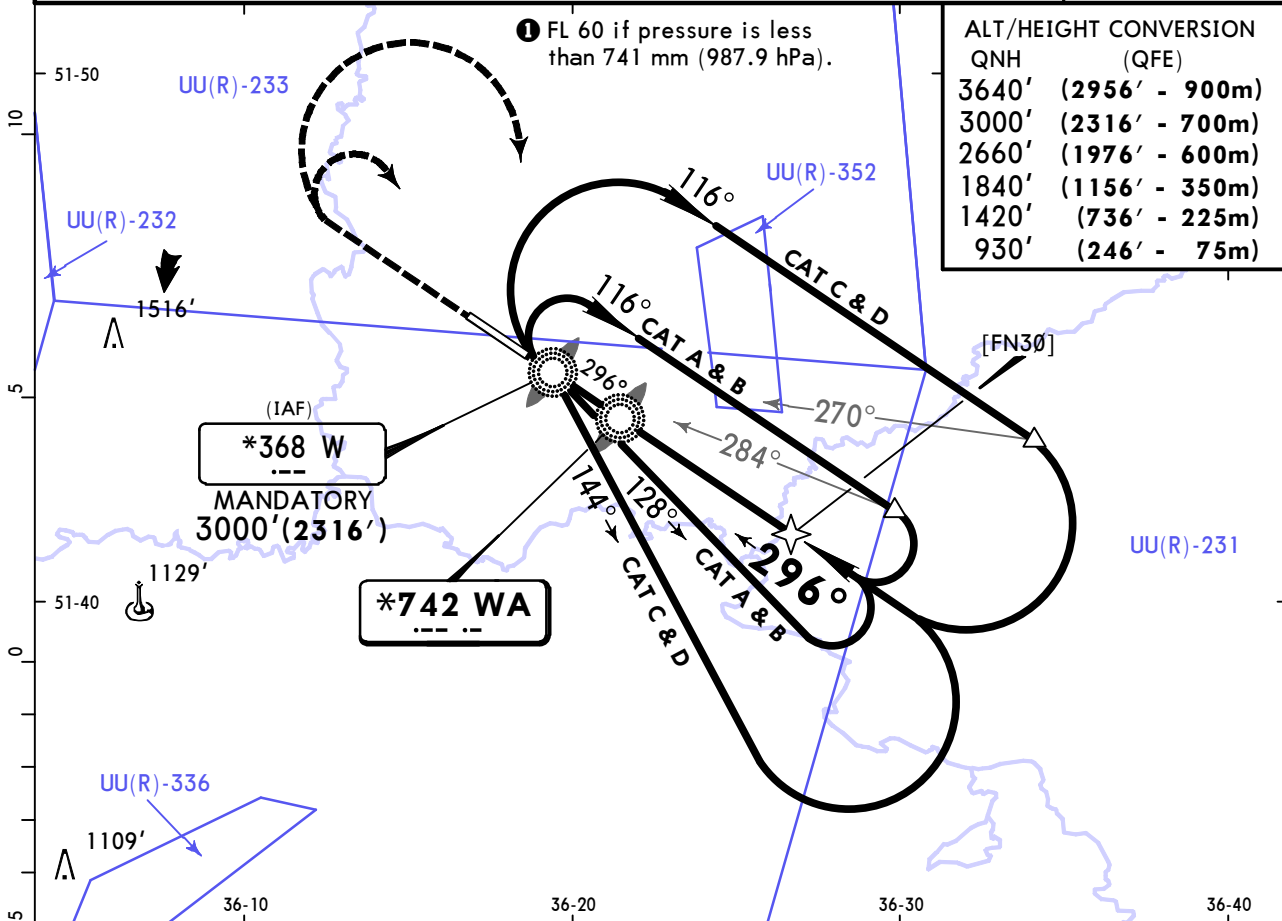 ❶ FL 60 if pressure is less
than 741 mm (987.9 hPa).
ALT/HEIGHT CONVERSION
QNH (QFE)
3640' (2956' - 900m)
3000' (2316' - 700m)
2660' (1976' - 600m)
1840' (1156' - 350m)
1420' (736' - 225m)
930' (246' - 75m)
51-50
UU(R)-233
10
UU(R)-352
116°
UU(R)-232
CAT C & D
116°
CAT A & B
1516'
[FN30]
5
296°
270°
(IAF)
*368 W
MANDATORY
3000'(2316')
284°
144°
128°
CAT C & D
CAT A & B
296°
UU(R)-231
1129'
51-40
*742 WA
0
UU(R)-336
1109'
5
36-10
36-20
36-30
36-40